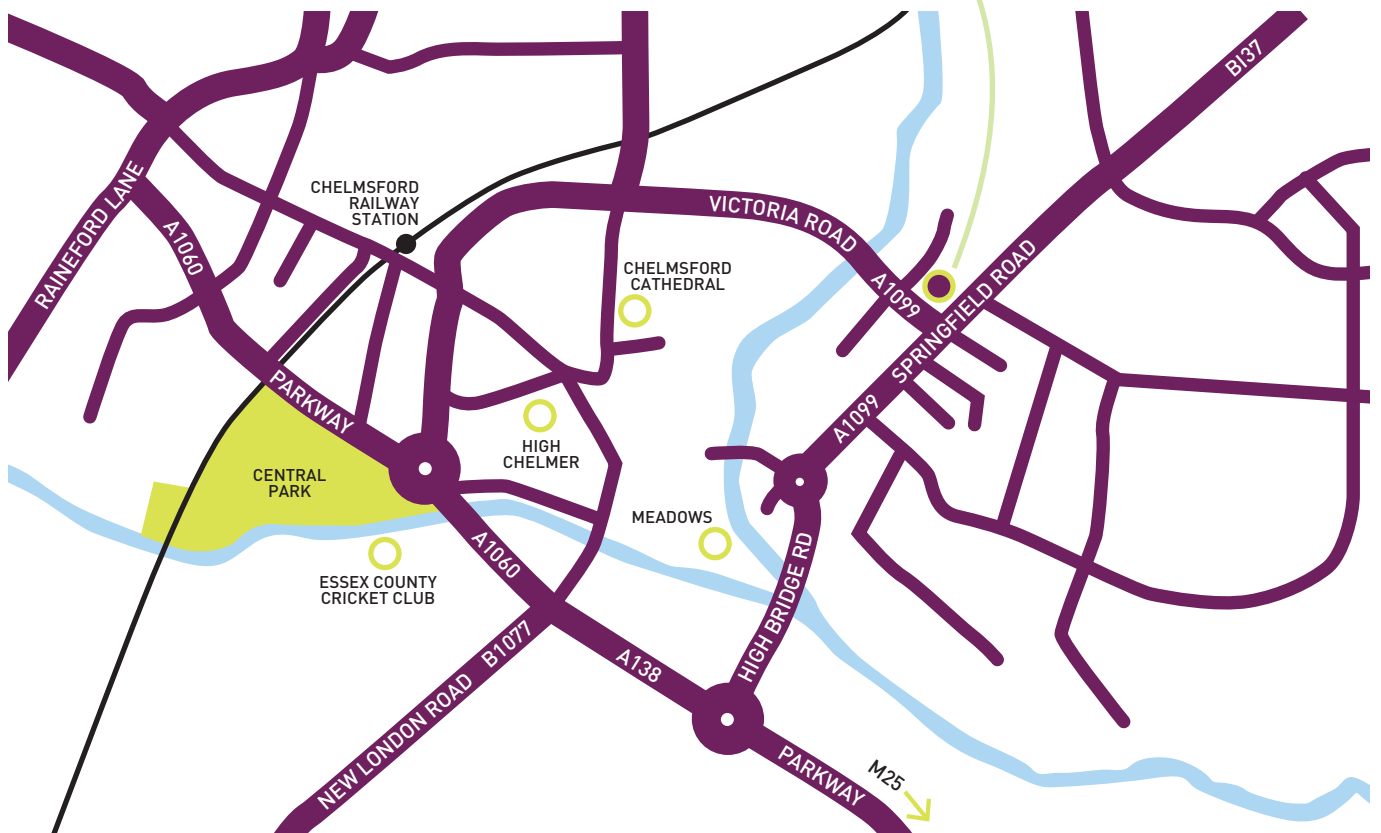 BI37
CHELMSFORD
RAILWAY
STATION
RAINEFORD LANE
A1060
VICTORIA ROAD
CHELMSFORD
CATHEDRAL
A1099
SPRINGFIELD ROAD
PARKWAY
A1099
HIGH
CHELMER
CENTRAL
PARK
MEADOWS
A1060
ESSEX COUNTY
CRICKET CLUB
HIGH BRIDGE RD
B1077
A138
NEW LONDON ROAD
PARKWAY
M25